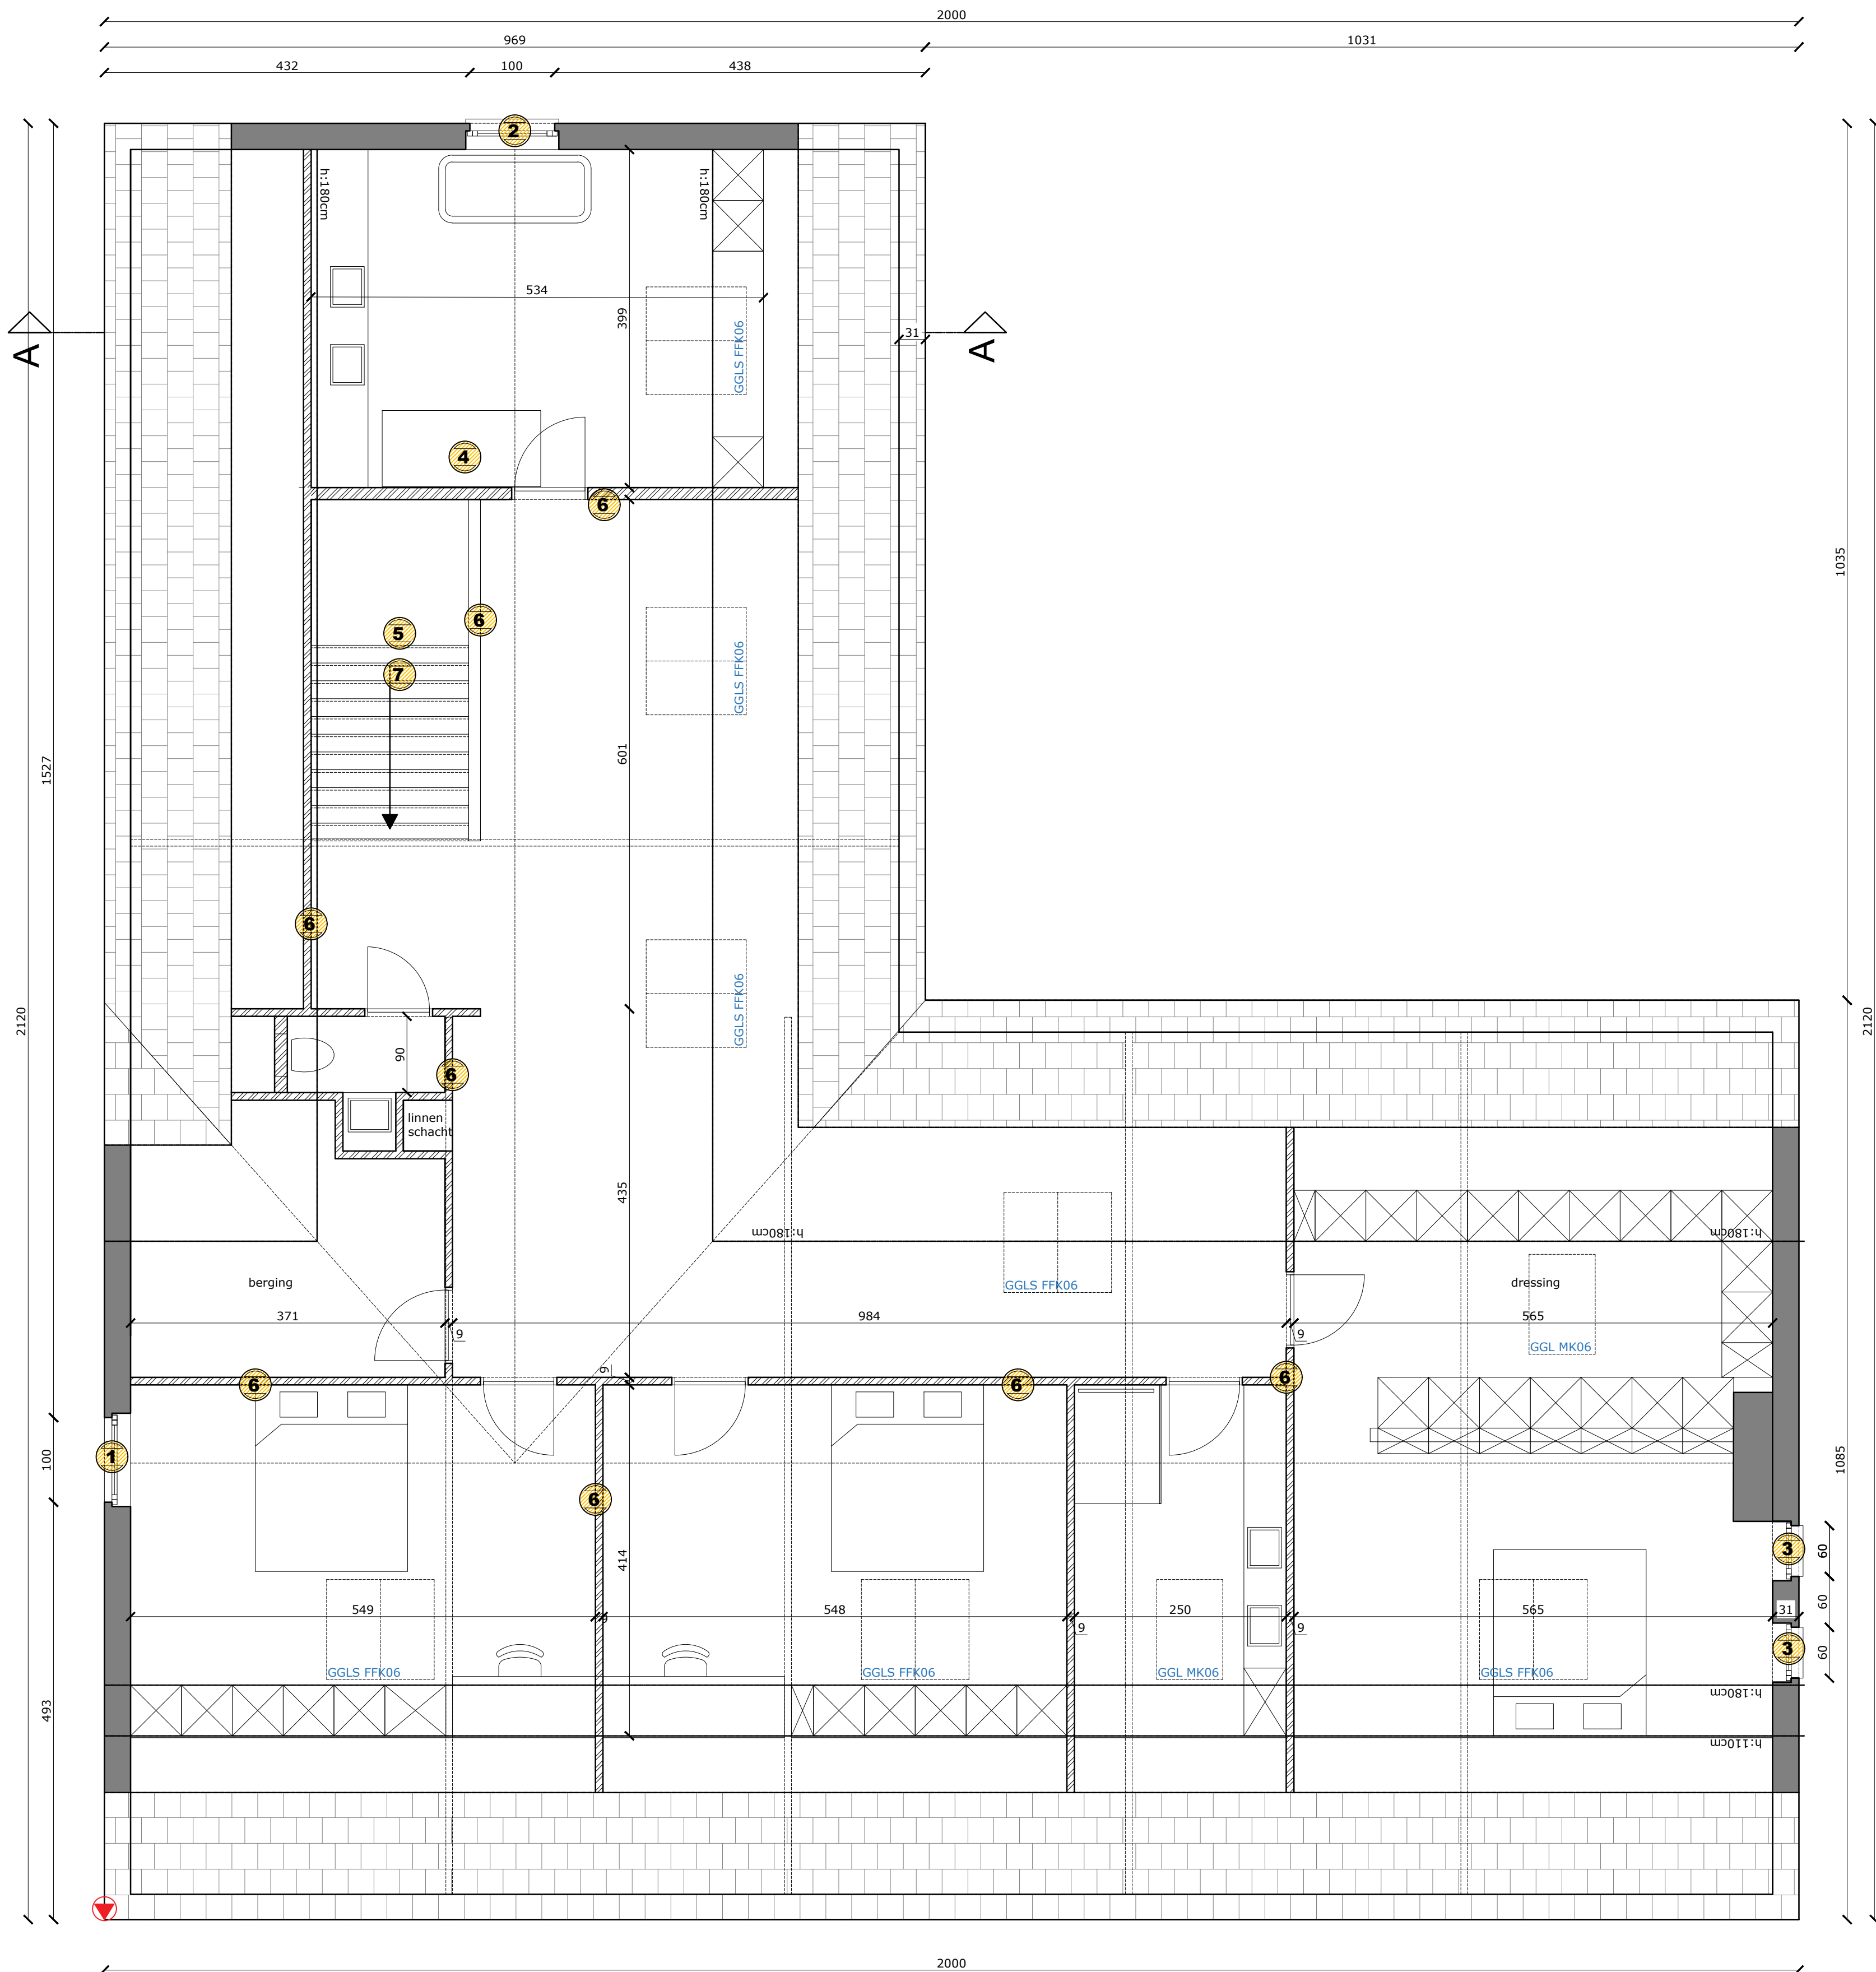 2000
969
1031
432
100
438
2
h:180cm
h:180cm
534
399
GGLS FFK06
31
A
A
4
6
1035
6
5
7
GGLS FFK06
601
1527
6
GGLS FFK06
2120
2120
90
6
linnen
schacht
435
h:180cm
h:180cm
berging
GGLS FFK06
dressing
371
9
984
9
565
GGL MK06
9
6
6
6
1
100
1085
6
3
60
414
549
9
548
9
250
9
565
31
60
3
60
GGLS FFK06
GGLS FFK06
GGL MK06
GGLS FFK06
h:180cm
493
h:110cm
2000